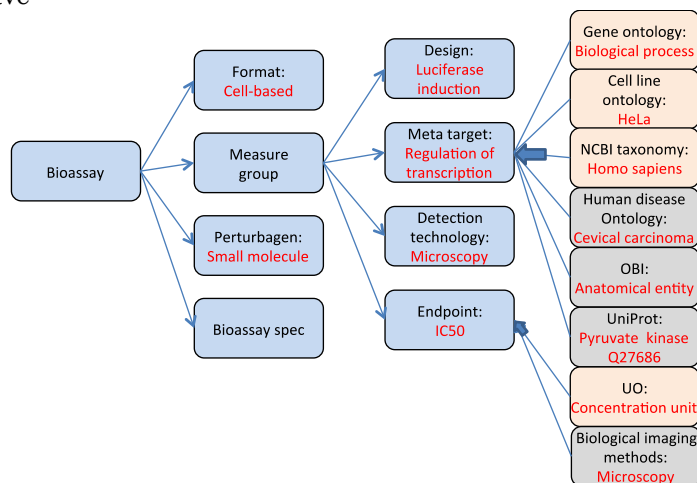 Bioassay
Format:
Cell-based
Measure
group
Perturbagen:
Small molecule
Bioassay spec
Design:
Luciferase
induction
Meta target:
Regulation of
transcription
Detection
technology:
Microscopy
Endpoint:
IC50
Gene ontology:
Biological process
Cell line
ontology:
HeLa
NCBI taxonomy:
Homo sapiens
Human disease
Ontology:
Cevical carcinoma
OBI:
Anatomical entity
UniProt:
Pyruvate kinase
Q27686
UO:
Concentration unit
Biological imaging
methods:
Microscopy